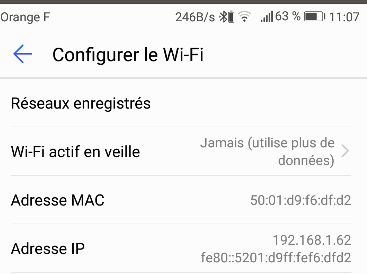 Orange F 246B/s 63 % 11:07
Configurer le Wi-Fi
Réseaux enregistrés
Wi-Fi actif en veille Jamais (utilise plus de
données)
Adresse MAC 50:01:d9:f6:df:d2
Adresse IP 192.168.1.62
fe80::5201:d9ff:fef6:dfd2